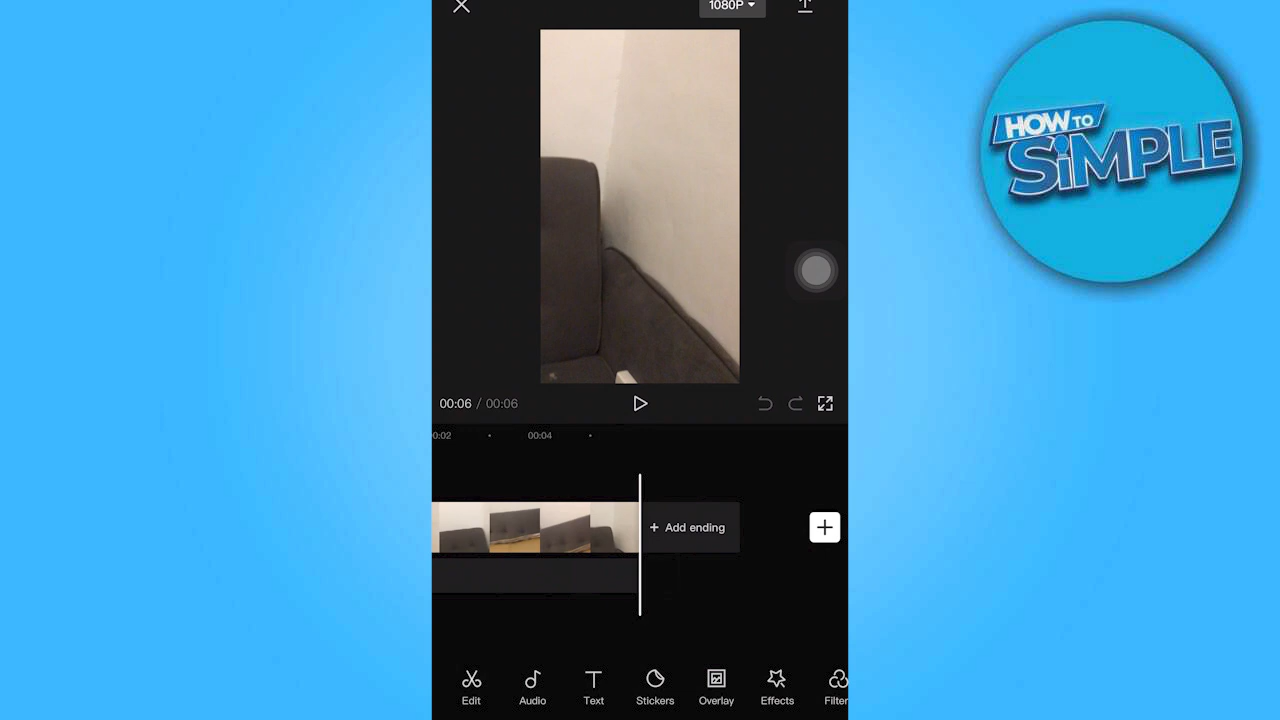 1080P
HOW TO
SiMPLE
00:06 / 00:06
0:02
00:04
+ Add ending
Edit
Audio
Text
Stickers
Overlay
Effects
Filter